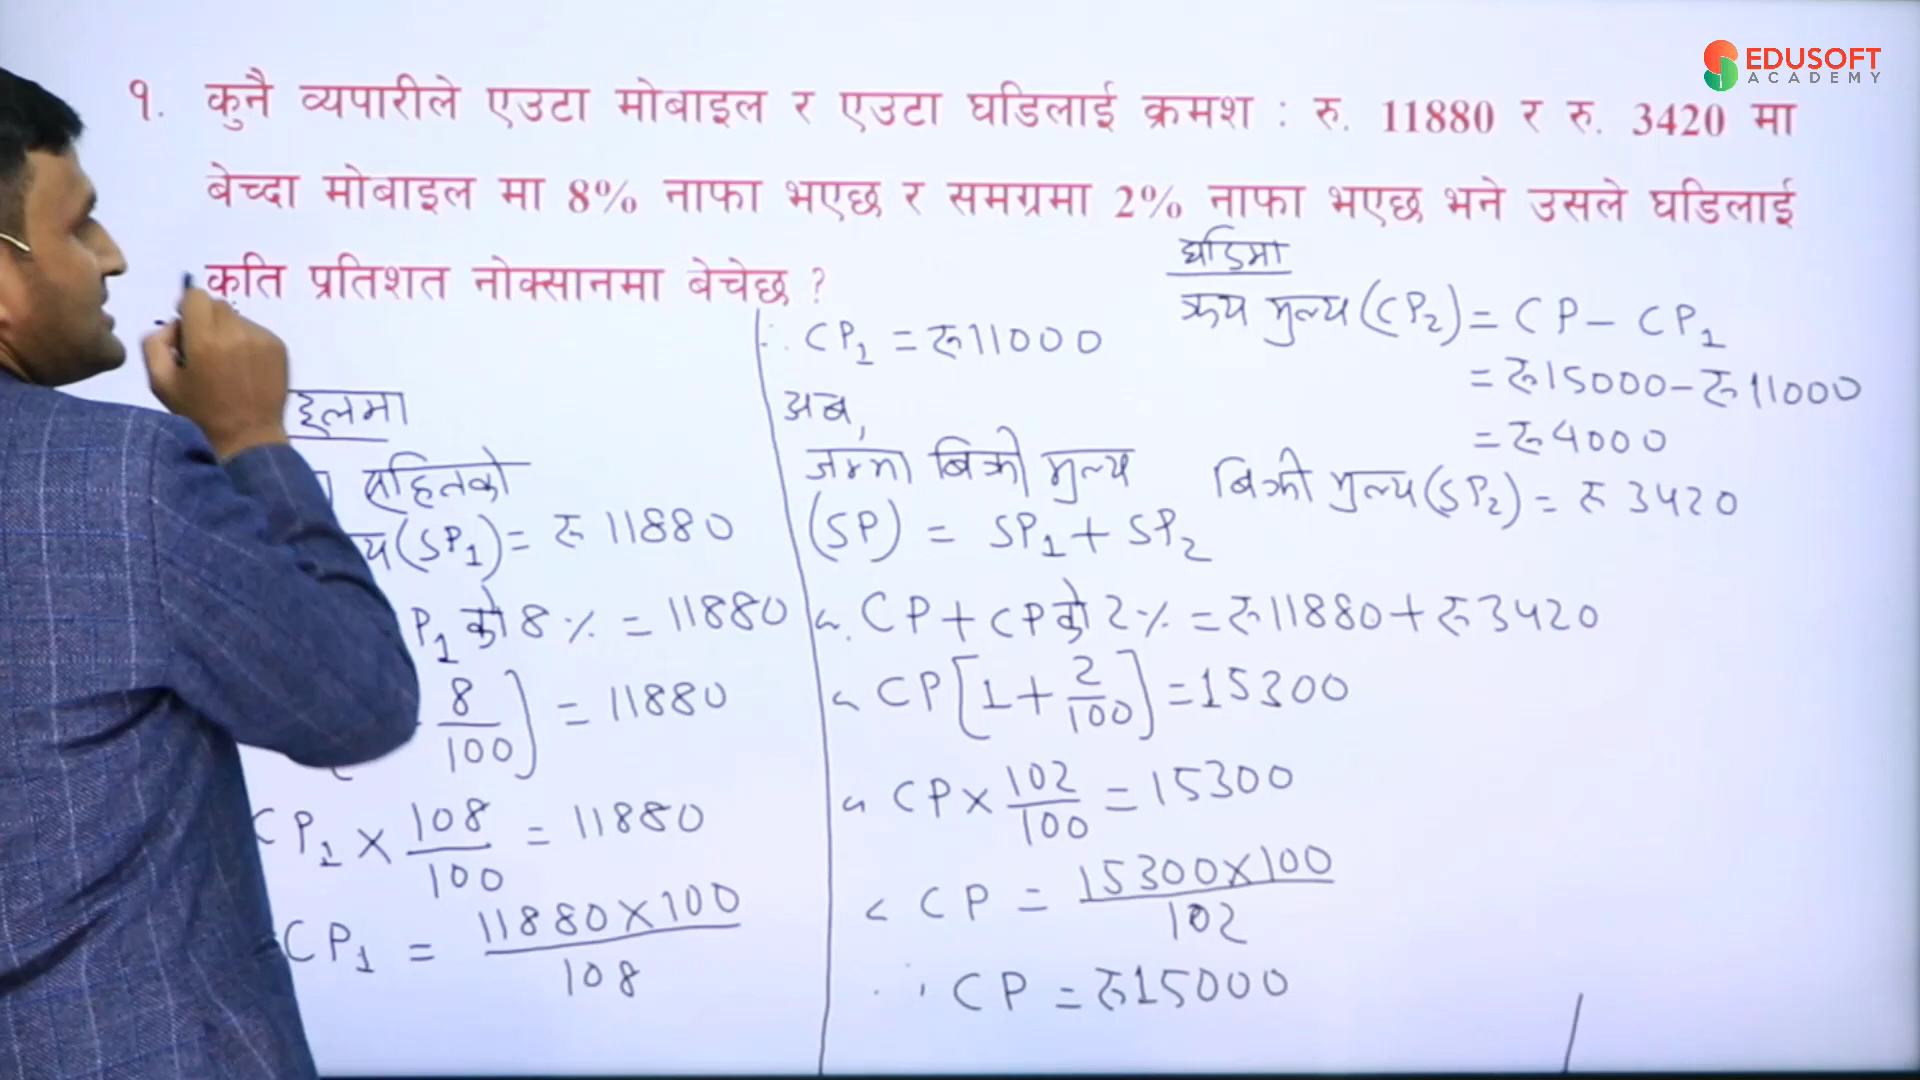 EDUSOFT
ACADEMY
१. कुनै व्यपारीले एउटा मोबाइल र एउटा घडिलाई क्रमश : रु. 11880 र रु. 3420 मा
बेच्दा मोबाइल मा 8% नाफा भएछ र समग्रमा 2% नाफा भएछ भने उसले घडिलाई
कति प्रतिशत नोक्सानमा बेचेछ ?
इलमा
सहितको
(SP₁) = रु 11880
P₁ को 8% = 11880
8/100] = 11880
CP₁ × 108/100 = 11880
CP₁ = 11880×100/108
∴ CP₁ = रु11000
अब,
जम्मा बिक्री मुल्य
(SP) = SP₁ + SP₂
CP + CP को 2% = रु11880 + रु3420
CP[1 + 2/100] = 15300
CP × 102/100 = 15300
CP = 15300×100/102
∴ CP = रु15000
घडिमा
क्रय मुल्य (CP₂) = CP – CP₁
= रु15000 – रु11000
= रु4000
बिक्री मुल्य (SP₂) = रु 3420